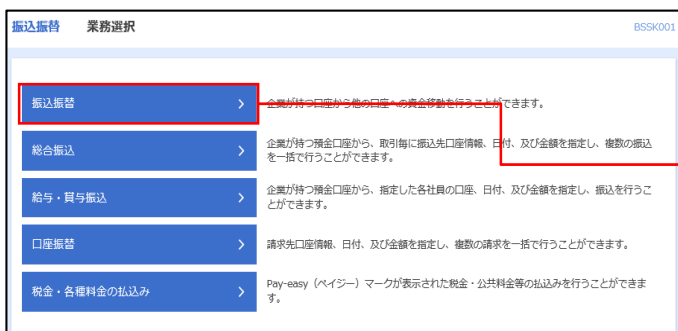 振込振替 業務選択 BSSK001
振込振替 企業が持つ口座から他の口座への資金移動を行うことができます。
総合振込 企業が持つ預金口座から、取引毎に振込先口座情報、日付、及び金額を指定し、複数の振込
を一括で行うことができます。
給与・賞与振込 企業が持つ預金口座から、指定した各社員の口座、日付、及び金額を指定し、振込を行うこ
とができます。
口座振替 請求先口座情報、日付、及び金額を指定し、複数の請求を一括で行うことができます。
税金・各種料金の払込み Pay-easy（ペイジー）マークが表示された税金・公共料金等の払込みを行うことができま
す。